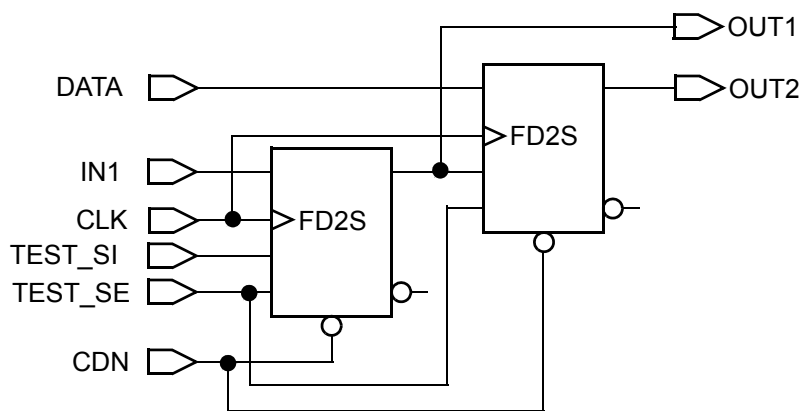 OUT1
DATA
OUT2
FD2S
IN1
CLK
FD2S
TEST_SI
TEST_SE
CDN